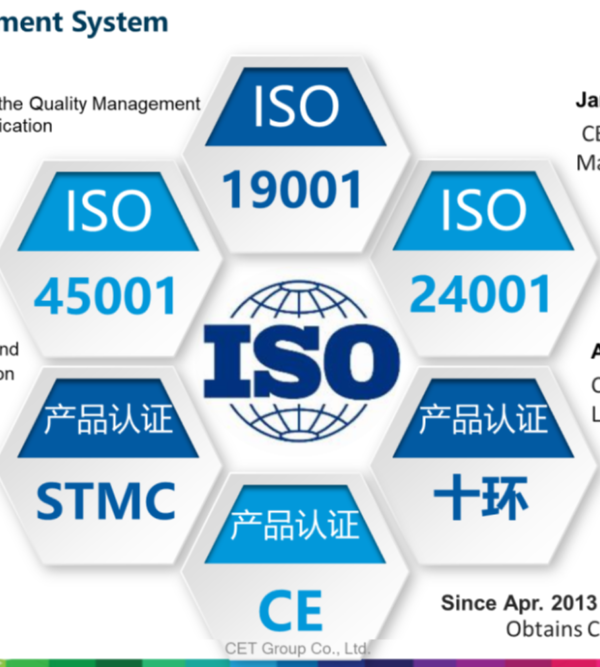 ment System
the Quality Management
ication
ISO
19001
ISO
45001
ISO
24001
ISO
产品认证
STMC
产品认证
十环
产品认证
CE
Since Apr. 2013
Obtains C
CET Group Co., Ltd.
nd
on
Ma